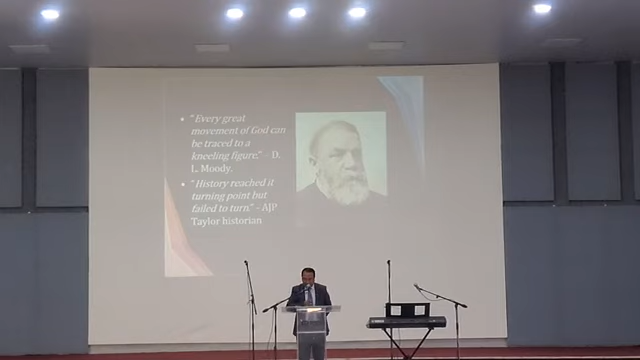 • "Every great
movement of God can
be traced to a
kneeling figure." D.
L. Moody.
• "History reached it
turning point but
failed to turn." - AJP
Taylor historian